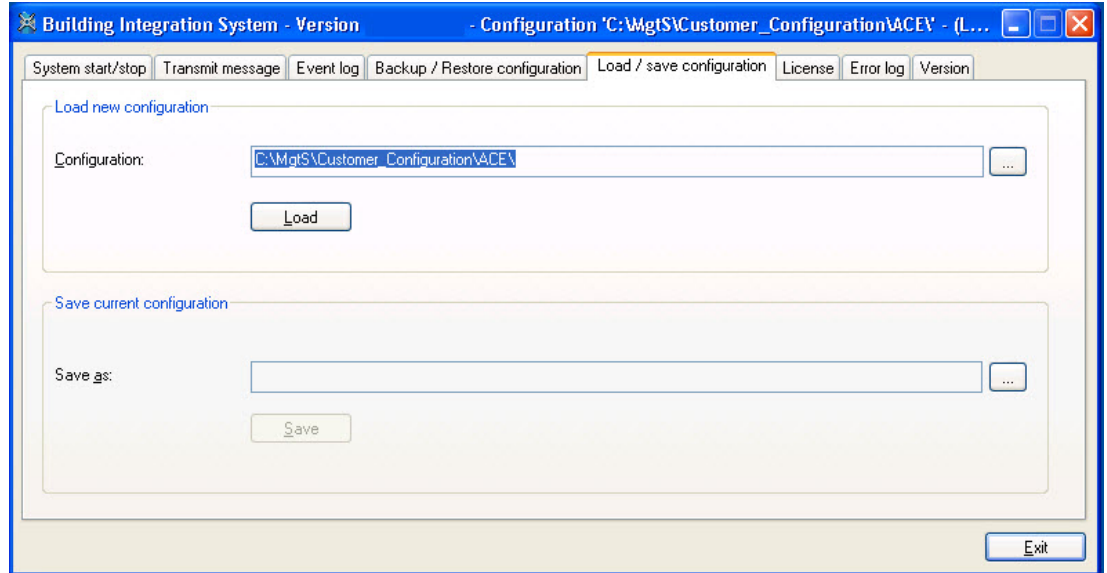 Building Integration System - Version - Configuration 'C:\MgtS\Customer_Configuration\ACE\' - (L...
System start/stop Transmit message Event log Backup / Restore configuration Load / save configuration License Error log Version
Load new configuration
Configuration: C:\MgtS\Customer_Configuration\ACE\ ...
Load
Save current configuration
Save as: ...
Save
Exit